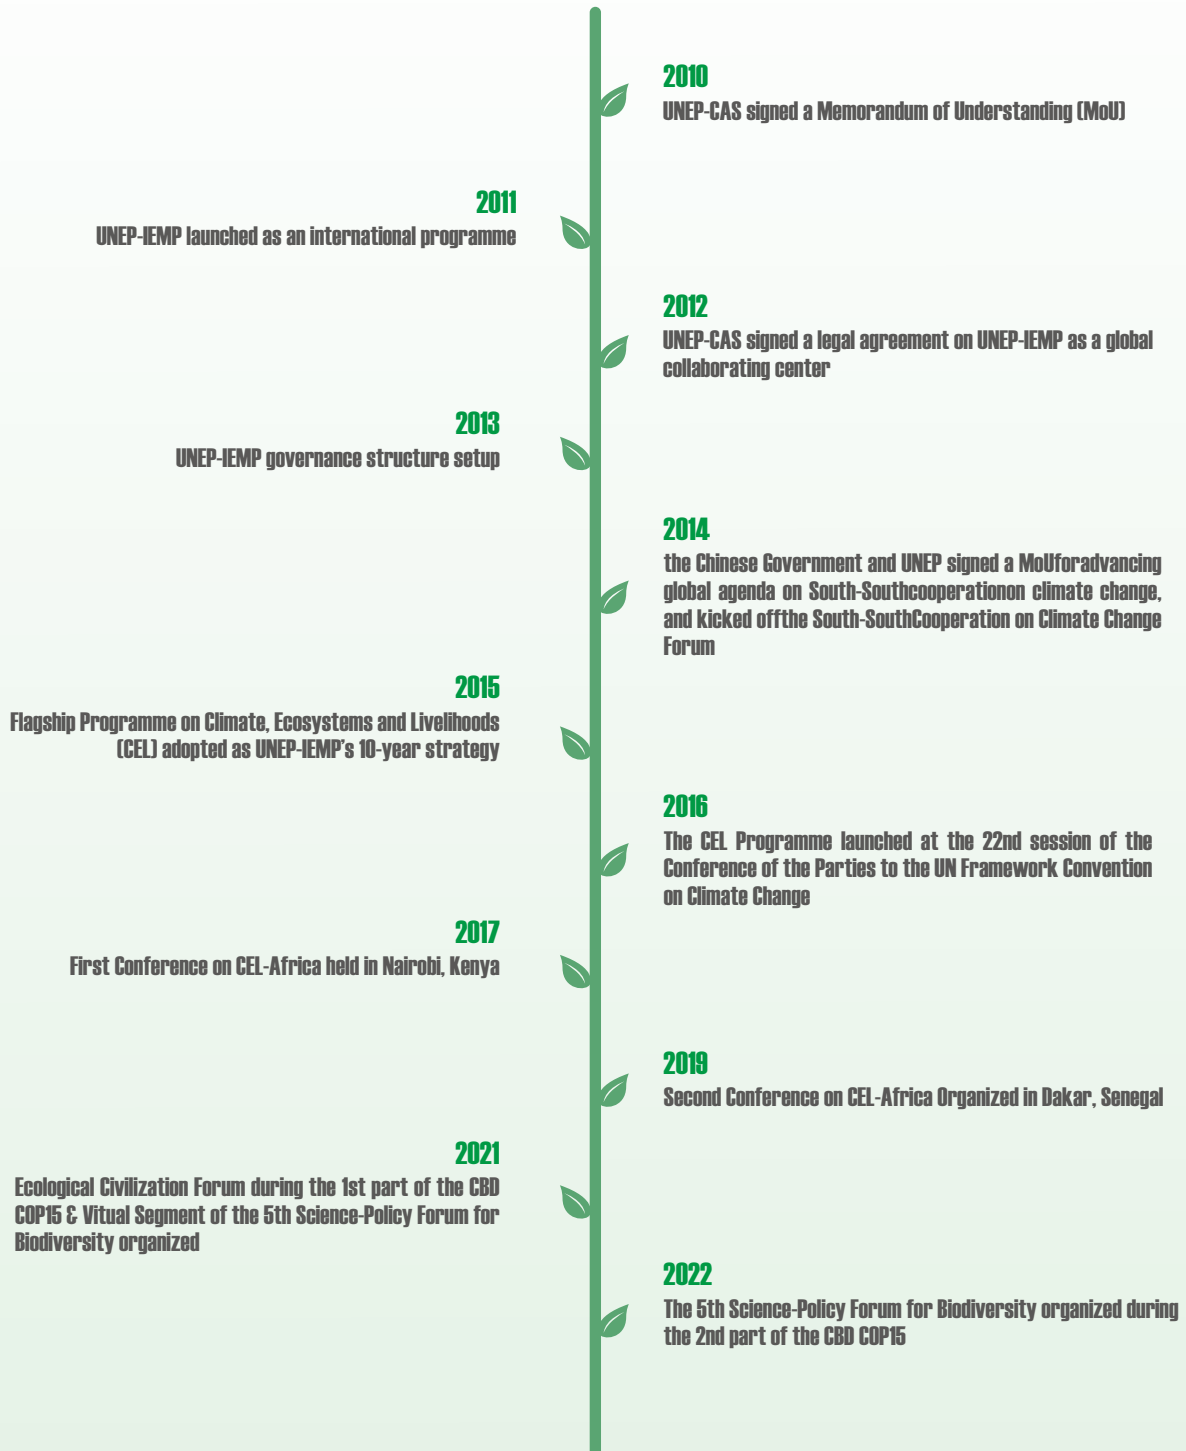 2010
UNEP-CAS signed a Memorandum of Understanding (MoU)
2011
UNEP-IEMP launched as an international programme
2012
UNEP-CAS signed a legal agreement on UNEP-IEMP as a global
collaborating center
2013
UNEP-IEMP governance structure setup
2014
the Chinese Government and UNEP signed a MoUforadvancing
global agenda on South-Southcooperationon climate change,
and kicked offthe South-SouthCooperation on Climate Change
Forum
2015
Flagship Programme on Climate, Ecosystems and Livelihoods
(CEL) adopted as UNEP-IEMP's 10-year strategy
2016
The CEL Programme launched at the 22nd session of the
Conference of the Parties to the UN Framework Convention
on Climate Change
2017
First Conference on CEL-Africa held in Nairobi, Kenya
2019
Second Conference on CEL-Africa Organized in Dakar, Senegal
2021
Ecological Civilization Forum during the 1st part of the CBD
COP15 & Vitual Segment of the 5th Science-Policy Forum for
Biodiversity organized
2022
The 5th Science-Policy Forum for Biodiversity organized during
the 2nd part of the CBD COP15